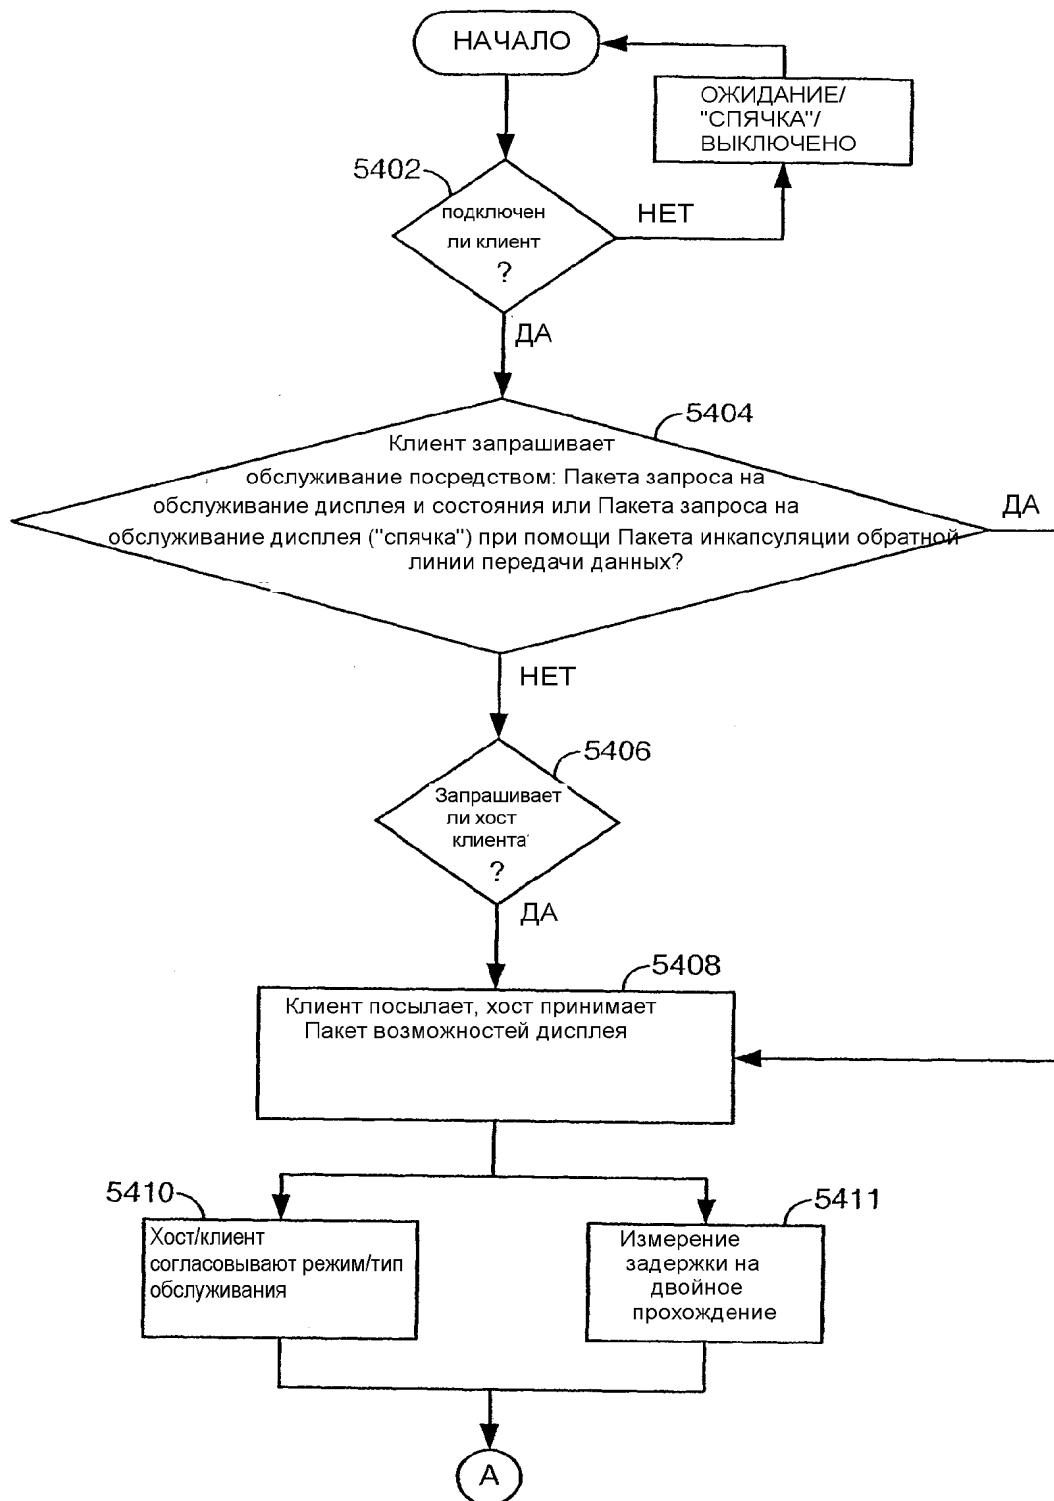 НАЧАЛО
ОЖИДАНИЕ/
"СПЯЧКА"/
ВЫКЛЮЧЕНО
5402
подключен
ли клиент
?
НЕТ
ДА
5404
Клиент запрашивает
обслуживание посредством: Пакета запроса на
обслуживание дисплея и состояния или Пакета запроса на
обслуживание дисплея ("спячка") при помощи Пакета инкапсуляции обратной
линии передачи данных?
ДА
НЕТ
5406
Запрашивает
ли хост
клиента
?
ДА
5408
Клиент посылает, хост принимает
Пакет возможностей дисплея
5410
Хост/клиент
согласовывают режим/тип
обслуживания
5411
Измерение
задержки на
двойное
прохождение
А